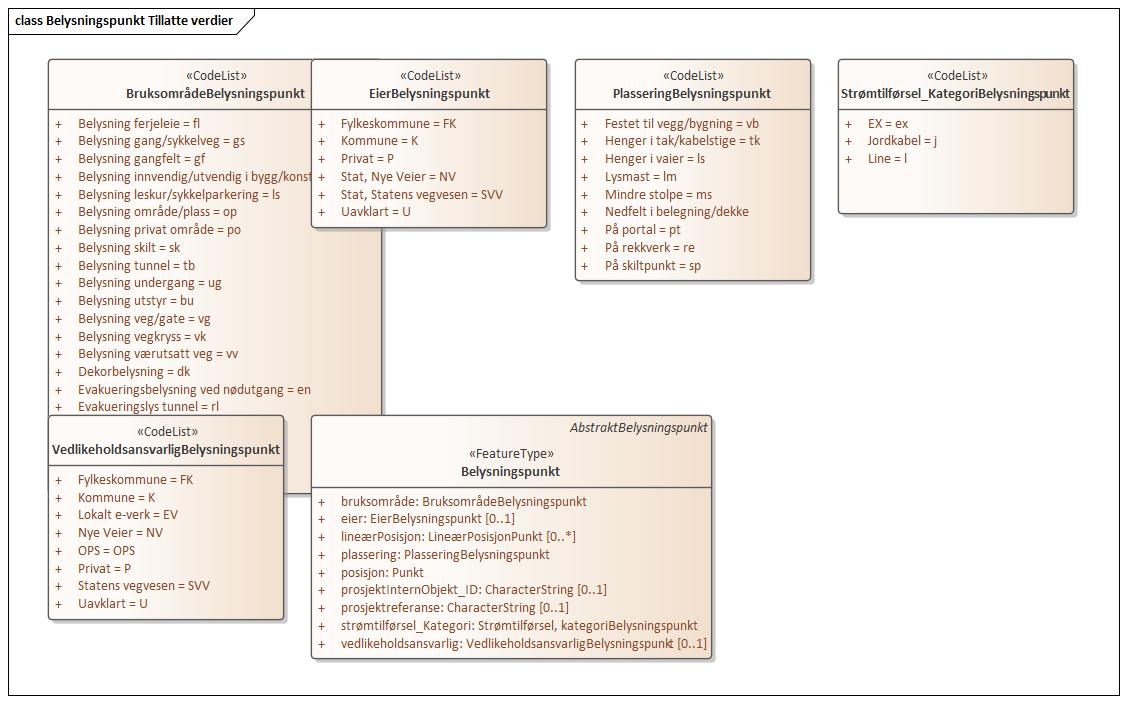 class Belysningspunkt Tillatte verdier
«CodeList»
BruksområdeBelysningspunkt
+ Belysning ferjeleie = fl
+ Belysning gang/sykkelveg = gs
+ Belysning gangfelt = gf
+ Belysning innvendig/utvendig i bygg/konst
+ Belysning leskur/sykkelparkering = ls
+ Belysning område/plass = op
+ Belysning privat område = po
+ Belysning skilt = sk
+ Belysning tunnel = tb
+ Belysning undergang = ug
+ Belysning utstyr = bu
+ Belysning veg/gate = vg
+ Belysning vegkryss = vk
+ Belysning værutsatt veg = vv
+ Dekorbelysning = dk
+ Evakueringsbelysning ved nødutgang = en
+ Evakueringslys tunnel = rl
«CodeList»
EierBelysningspunkt
+ Fylkeskommune = FK
+ Kommune = K
+ Privat = P
+ Stat, Nye Veier = NV
+ Stat, Statens vegvesen = SVV
+ Uavklart = U
«CodeList»
PlasseringBelysningspunkt
+ Festet til vegg/bygning = vb
+ Henger i tak/kabelstige = tk
+ Henger i vaier = ls
+ Lysmast = lm
+ Mindre stolpe = ms
+ Nedfelt i belegning/dekke
+ På portal = pt
+ På rekkverk = re
+ På skiltpunkt = sp
«CodeList»
Strømtilførsel_KategoriBelysningspunkt
+ EX = ex
+ Jordkabel = j
+ Line = l
«CodeList»
VedlikeholdsansvarligBelysningspunkt
+ Fylkeskommune = FK
+ Kommune = K
+ Lokalt e-verk = EV
+ Nye Veier = NV
+ OPS = OPS
+ Privat = P
+ Statens vegvesen = SVV
+ Uavklart = U
AbstraktBelysningspunkt
«FeatureType»
Belysningspunkt
+ bruksområde: BruksområdeBelysningspunkt
+ eier: EierBelysningspunkt [0..1]
+ lineærPosisjon: LineærPosisjonPunkt [0..*]
+ plassering: PlasseringBelysningspunkt
+ posisjon: Punkt
+ prosjektInternObjekt_ID: CharacterString [0..1]
+ prosjektreferanse: CharacterString [0..1]
+ strømtilførsel_Kategori: Strømtilførsel, kategoriBelysningspunkt
+ vedlikeholdsansvarlig: VedlikeholdsansvarligBelysningspunkt [0..1]